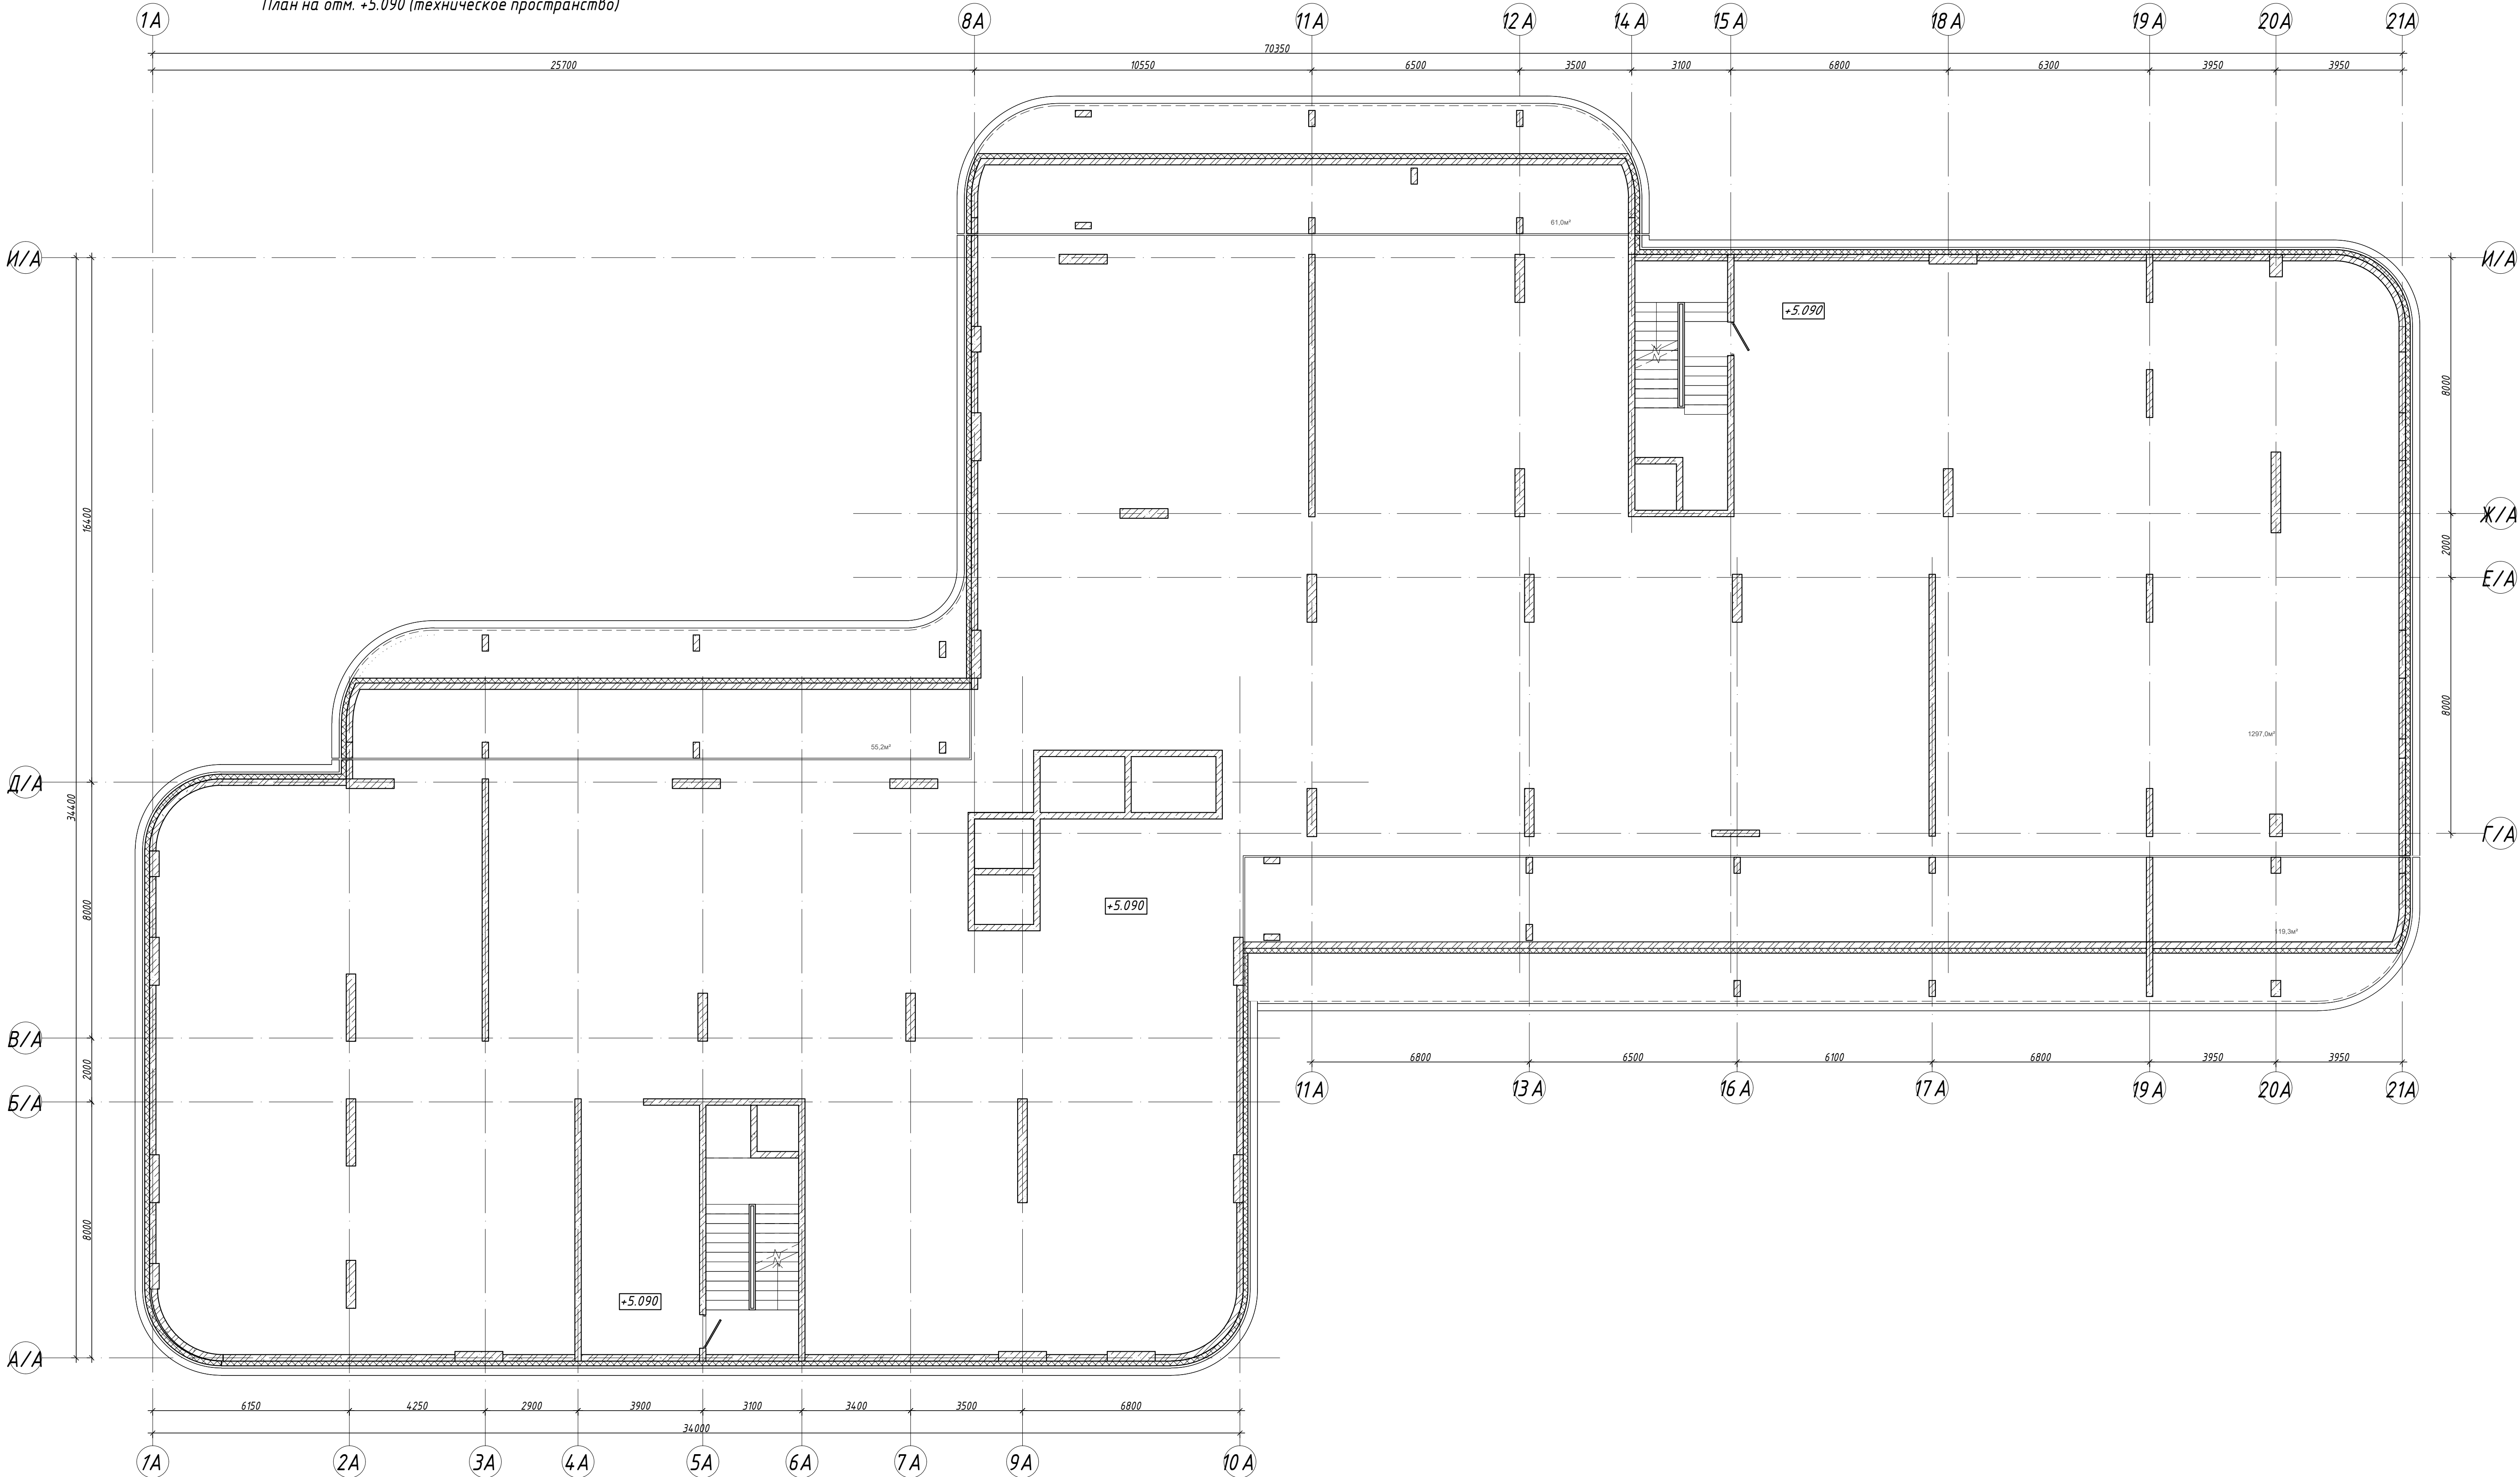 План на отм. +5.090 (техническое пространство)
1А 8А 11А 12А 14А 15А 18А 19А 20А 21А
70350
25700 10550 6500 3500 3100 6800 6300 3950 3950
61,0м²
И/А И/А
+5.090
8000
16400
Ж/А
2000
Е/А
8000
1297,0м²
55,2м²
Д/А
34400
Г/А
8000
+5.090
119,3м²
В/А
2000
6800 6500 6100 6800 3950 3950
11А 13А 16А 17А 19А 20А 21А
Б/А
8000
+5.090
А/А
6150 4250 2900 3900 3100 3400 3500 6800
34000
1А 2А 3А 4А 5А 6А 7А 9А 10А